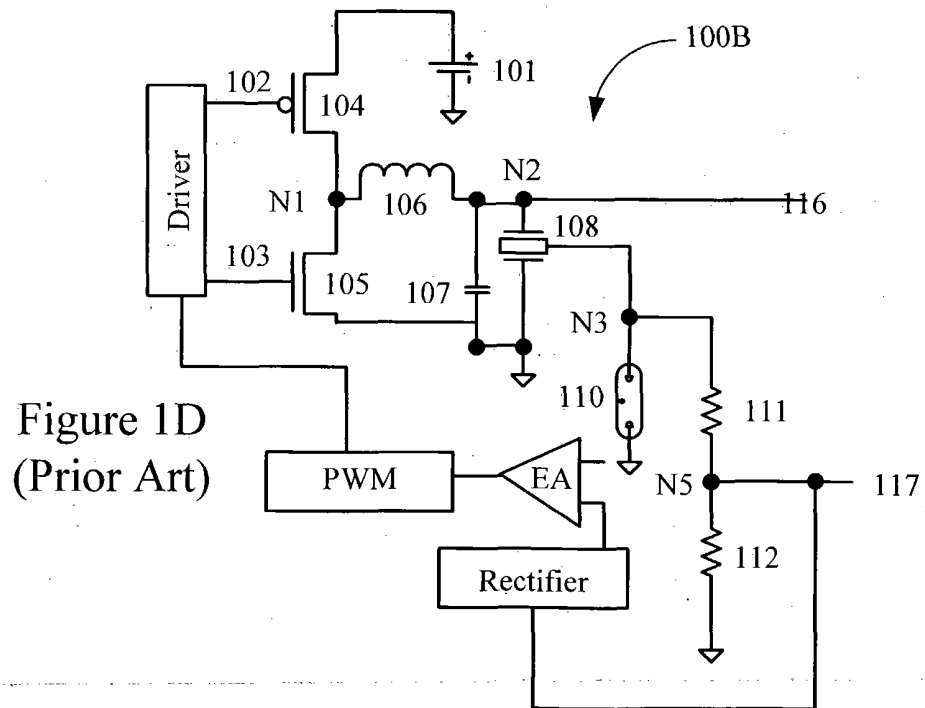 100B
101
102
104
Driver
N1
106
N2
116
108
103
105
107
N3
110
111
Figure 1D
(Prior Art)
PWM
EA
N5
117
112
Rectifier
+
-